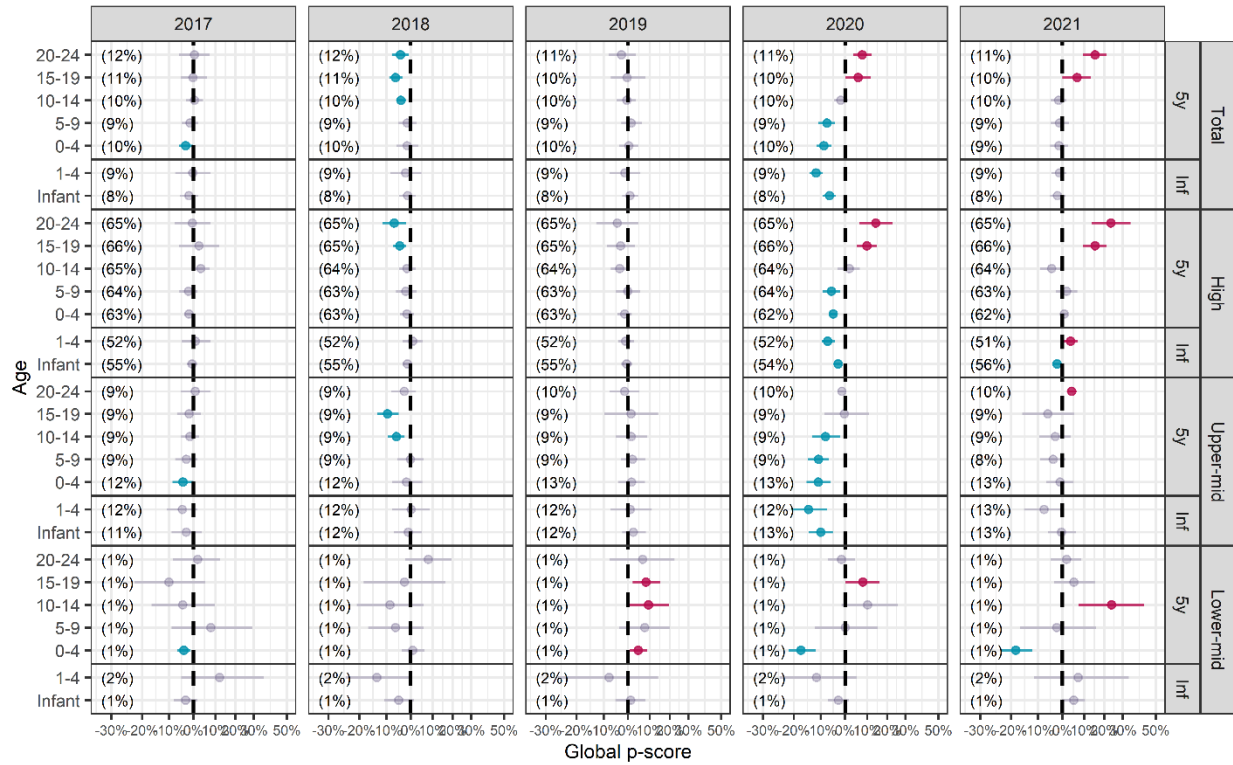 2017 2018 2019 2020 2021
20-24 (12%) (12%) (11%) (11%) (11%)
15-19 (11%) (11%) (10%) (10%) (10%)
10-14 (10%) (10%) (10%) (10%) (10%)
5-9 (9%) (9%) (9%) (9%) (9%)
0-4 (10%) (10%) (10%) (10%) (9%)
5y
1-4 (9%) (9%) (9%) (9%) (9%)
Infant (8%) (8%) (8%) (8%) (8%)
Inf
Total
20-24 (65%) (65%) (65%) (65%) (65%)
15-19 (66%) (65%) (65%) (66%) (66%)
10-14 (65%) (64%) (64%) (64%) (64%)
5-9 (64%) (63%) (63%) (64%) (63%)
0-4 (63%) (63%) (63%) (62%) (62%)
5y
1-4 (52%) (52%) (52%) (52%) (51%)
Infant (55%) (55%) (55%) (54%) (56%)
Inf
High
20-24 (9%) (9%) (10%) (10%) (10%)
15-19 (9%) (9%) (9%) (9%) (9%)
10-14 (9%) (9%) (9%) (9%) (9%)
5-9 (9%) (9%) (9%) (9%) (8%)
0-4 (12%) (12%) (13%) (13%) (13%)
5y
1-4 (12%) (12%) (12%) (12%) (13%)
Infant (11%) (12%) (12%) (13%) (13%)
Inf
Upper-mid
20-24 (1%) (1%) (1%) (1%) (1%)
15-19 (1%) (1%) (1%) (1%) (1%)
10-14 (1%) (1%) (1%) (1%) (1%)
5-9 (1%) (1%) (1%) (1%) (1%)
0-4 (1%) (1%) (1%) (1%) (1%)
5y
1-4 (2%) (2%) (2%) (2%) (2%)
Infant (1%) (1%) (1%) (1%) (1%)
Inf
Lower-mid
Age
-30% -20% -10% 10% 20% 30% 50% -30% -20% -10% 10% 20% 30% 50% -30% -20% -10% 10% 20% 30% 50% -30% -20% -10% 10% 20% 30% 50% -30% -20% -10% 10% 20% 30% 50%
Global p-score